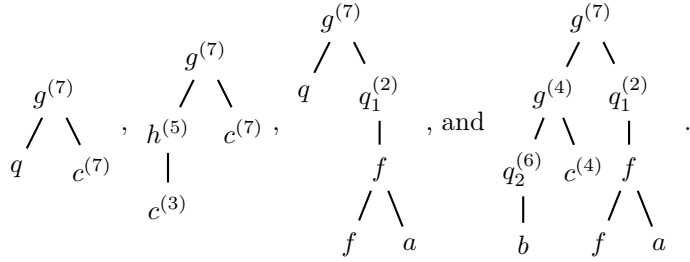 g^{(7)} q c^{(7)} ,
g^{(7)} h^{(5)} c^{(7)} c^{(3)} ,
g^{(7)} q q_1^{(2)} f f a , and
g^{(7)} g^{(4)} q_1^{(2)} q_2^{(6)} c^{(4)} f b f a .